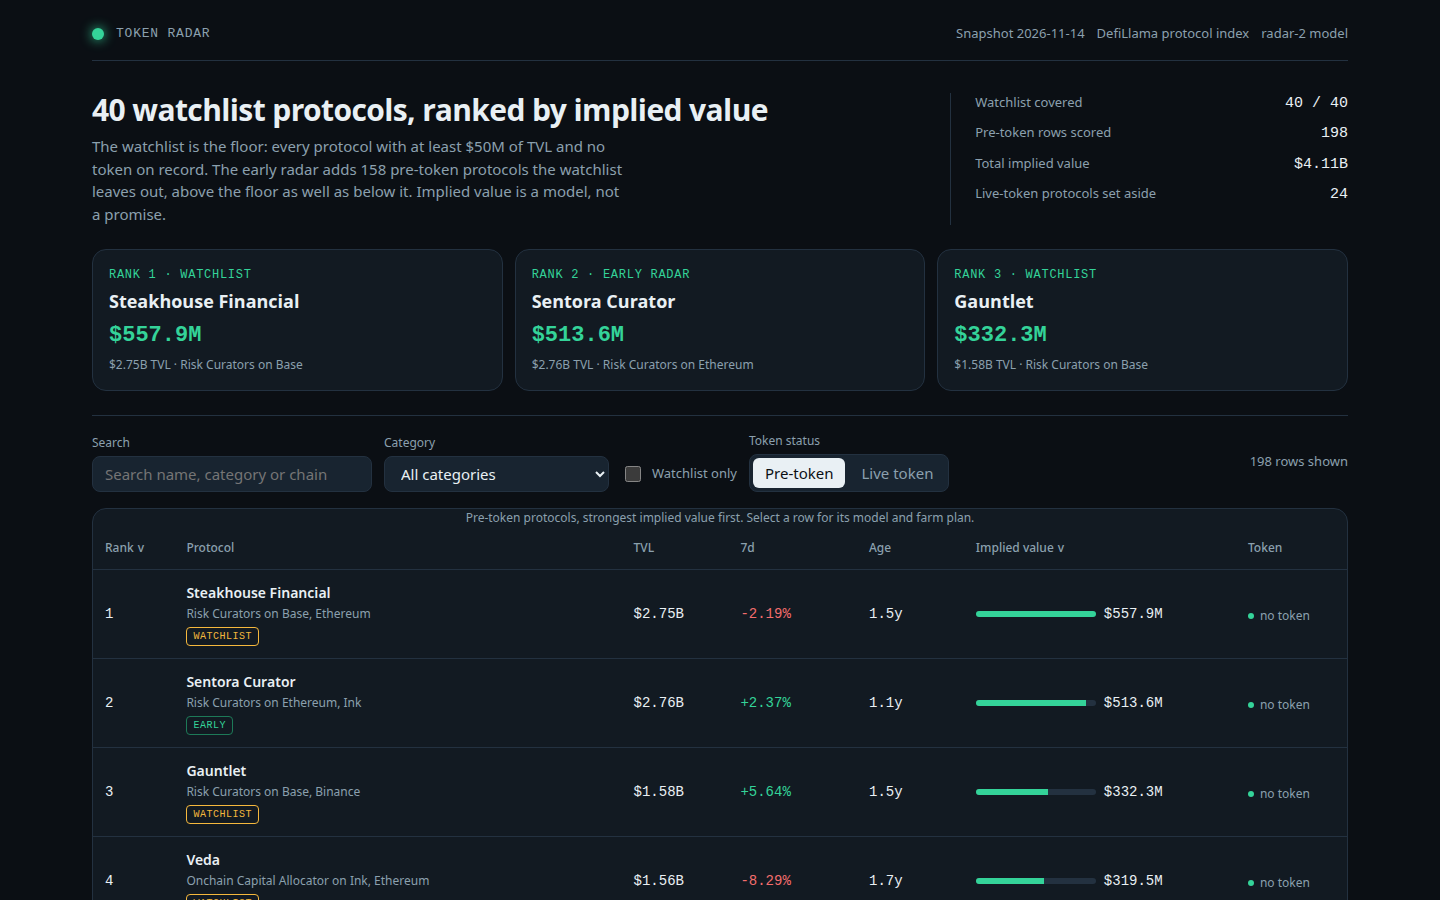 TOKEN RADAR
Snapshot 2026-11-14 DefiLlama protocol index radar-2 model
40 watchlist protocols, ranked by implied value
The watchlist is the floor: every protocol with at least $50M of TVL and no
token on record. The early radar adds 158 pre-token protocols the watchlist
leaves out, above the floor as well as below it. Implied value is a model, not
a promise.
Watchlist covered 40 / 40
Pre-token rows scored 198
Total implied value $4.11B
Live-token protocols set aside 24
RANK 1 · WATCHLIST
Steakhouse Financial
$557.9M
$2.75B TVL · Risk Curators on Base
RANK 2 · EARLY RADAR
Sentora Curator
$513.6M
$2.76B TVL · Risk Curators on Ethereum
RANK 3 · WATCHLIST
Gauntlet
$332.3M
$1.58B TVL · Risk Curators on Base
Search
Search name, category or chain
Category
All categories
Watchlist only
Token status
Pre-token Live token
198 rows shown
Pre-token protocols, strongest implied value first. Select a row for its model and farm plan.
Rank v Protocol TVL 7d Age Implied value v Token
1 Steakhouse Financial $2.75B -2.19% 1.5y $557.9M no token
Risk Curators on Base, Ethereum
WATCHLIST
2 Sentora Curator $2.76B +2.37% 1.1y $513.6M no token
Risk Curators on Ethereum, Ink
EARLY
3 Gauntlet $1.58B +5.64% 1.5y $332.3M no token
Risk Curators on Base, Binance
WATCHLIST
4 Veda $1.56B -8.29% 1.7y $319.5M no token
Onchain Capital Allocator on Ink, Ethereum